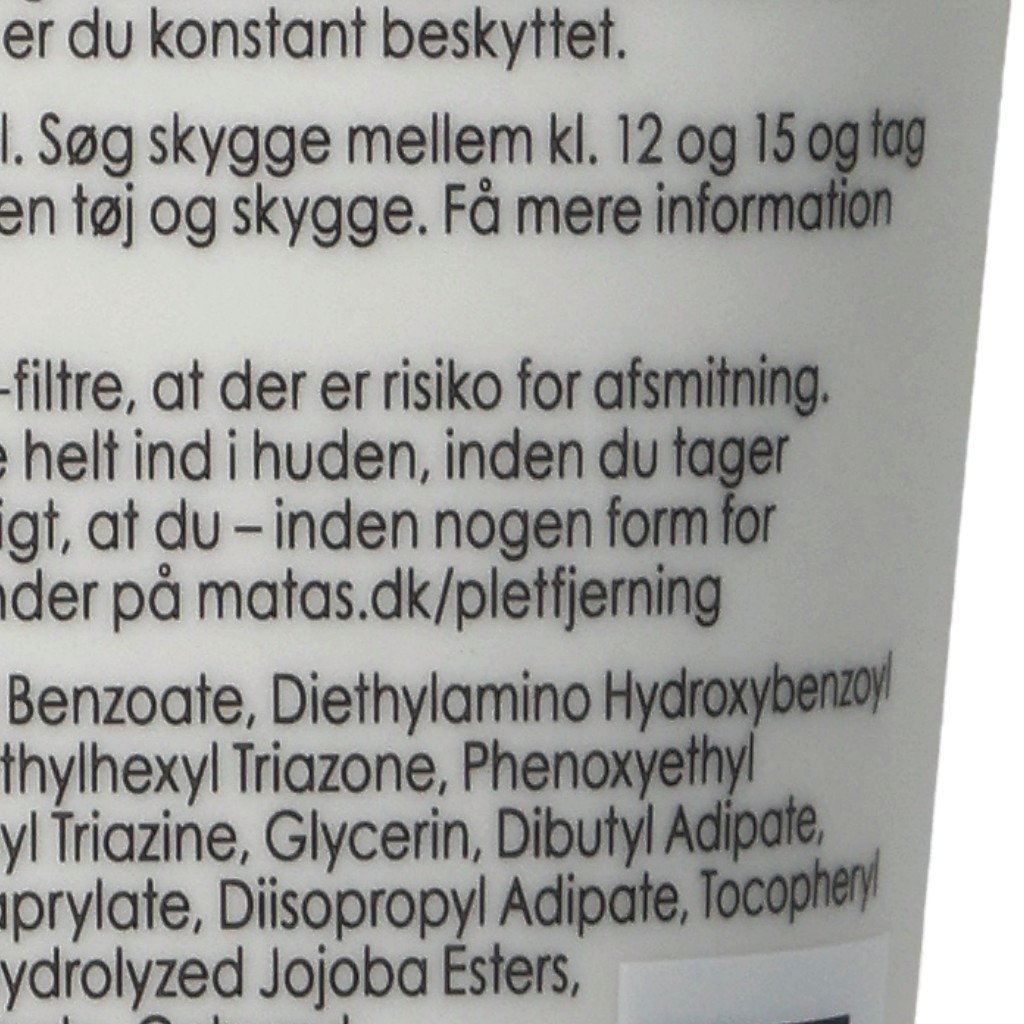 er du konstant beskyttet.
l. Søg skygge mellem kl. 12 og 15 og tag
en tøj og skygge. Få mere information
-filtre, at der er risiko for afsmitning.
helt ind i huden, inden du tager
igt, at du – inden nogen form for
nder på matas.dk/pletfjerning
Benzoate, Diethylamino Hydroxybenzoyl
thylhexyl Triazone, Phenoxyethyl
yl Triazine, Glycerin, Dibutyl Adipate,
aprylate, Diisopropyl Adipate, Tocopheryl
ydrolyzed Jojoba Esters,